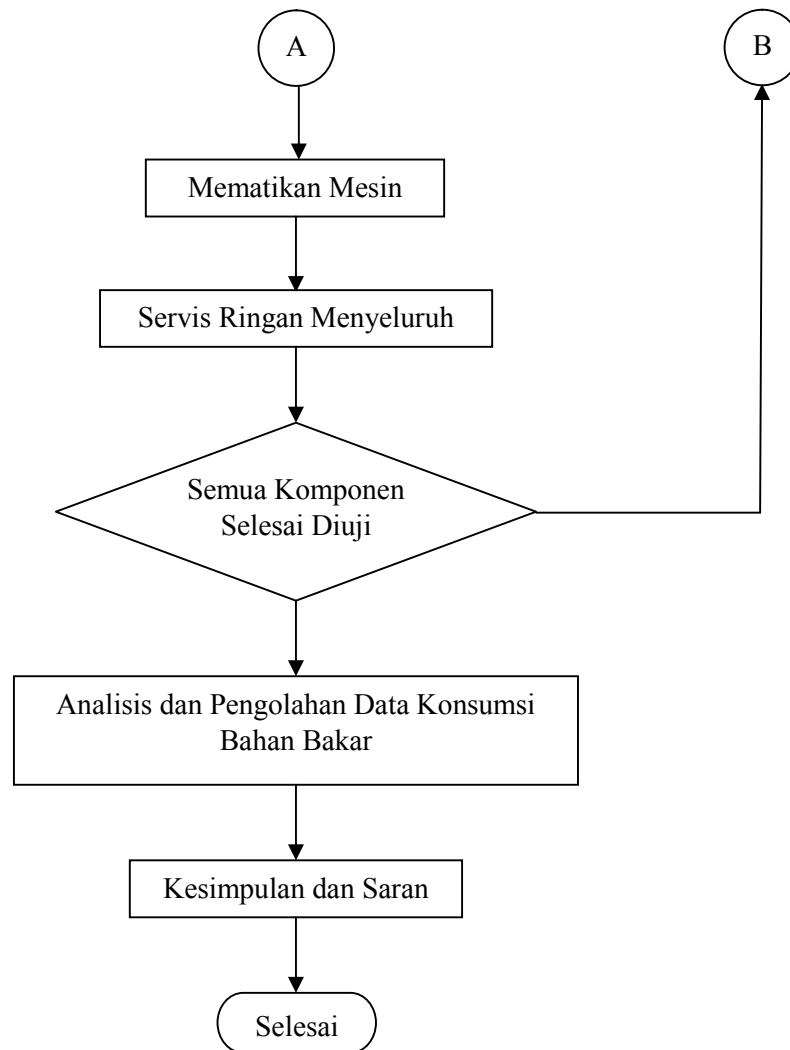 A
B
Mematikan Mesin
Servis Ringan Menyeluruh
Semua Komponen
Selesai Diuji
Analisis dan Pengolahan Data Konsumsi
Bahan Bakar
Kesimpulan dan Saran
Selesai